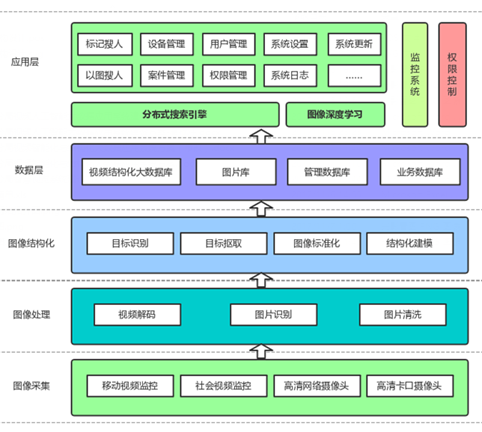 应用层
标记搜人
设备管理
用户管理
系统设置
系统更新
以图搜人
案件管理
权限管理
系统日志
......
分布式搜索引擎
图像深度学习
监控系统
权限控制
数据层
视频结构化大数据库
图片库
管理数据库
业务数据库
图像结构化
目标识别
目标抠取
图像标准化
结构化建模
图像处理
视频解码
图片识别
图片清洗
图像采集
移动视频监控
社会视频监控
高清网络摄像头
高清卡口摄像头